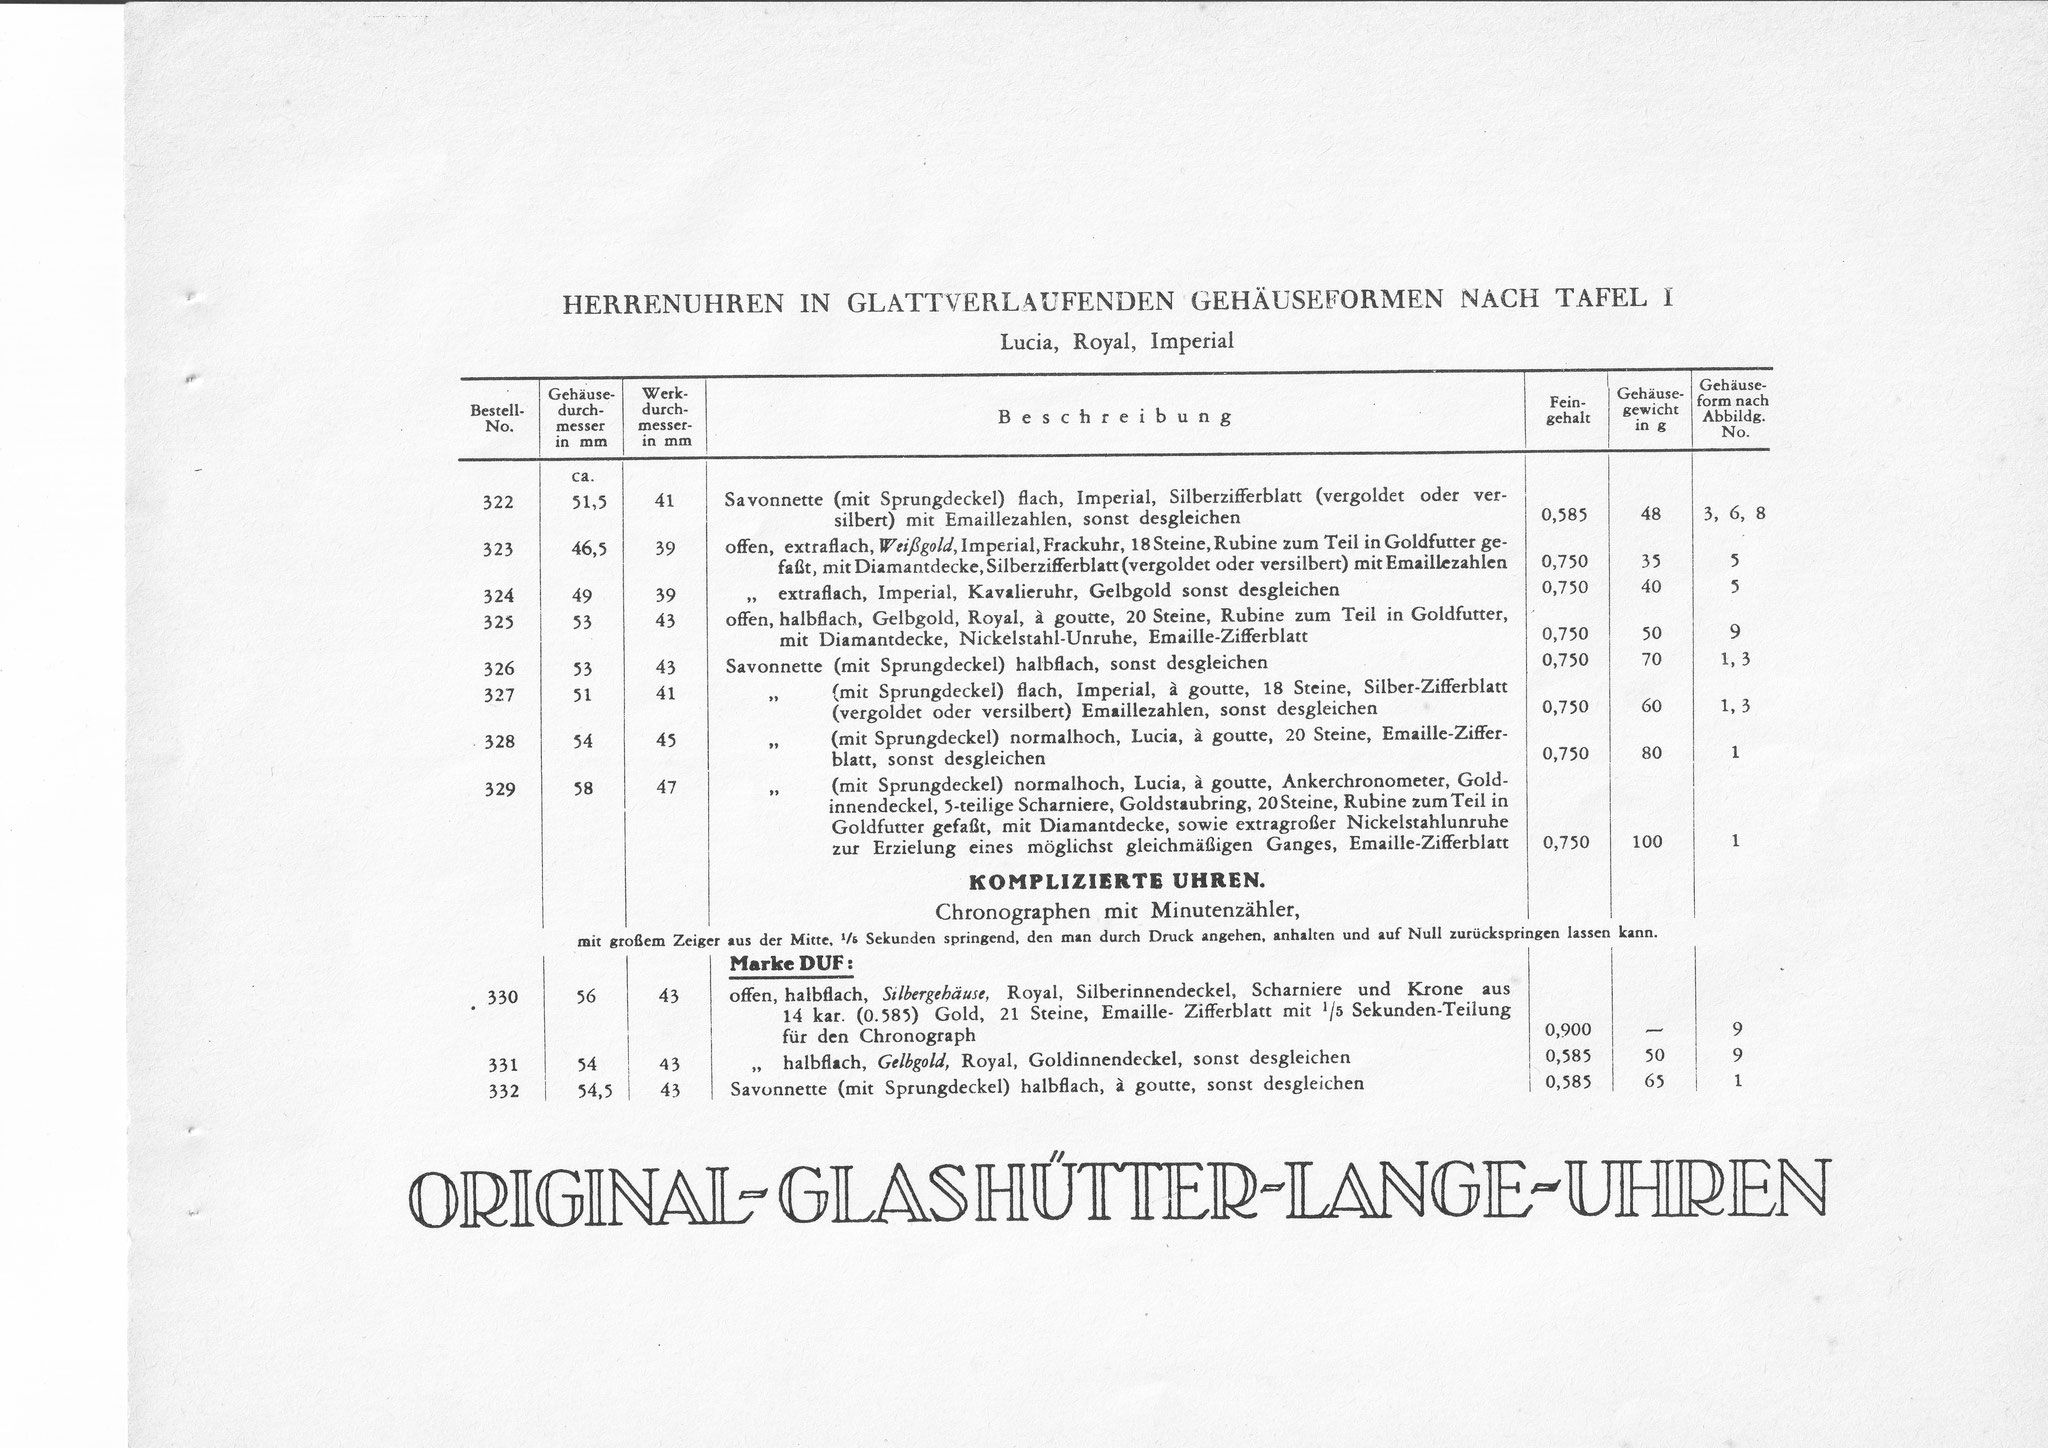 HERRENUHREN IN GLATTVERLAUFENDEN GEHÄUSEFORMEN NACH TAFEL I
Lucia, Royal, Imperial
Bestell-No. Gehäuse-durch-messer in mm Werk-durch-messer-in mm Beschreibung Fein-gehalt Gehäuse-gewicht in g Gehäuse-form nach Abbildg. No.
ca.
322 51,5 41 Savonnette (mit Sprungdeckel) flach, Imperial, Silberzifferblatt (vergoldet oder ver-
silbert) mit Emaillezahlen, sonst desgleichen 0,585 48 3, 6, 8
323 46,5 39 offen, extraflach, Weißgold, Imperial, Frackuhr, 18 Steine, Rubine zum Teil in Goldfutter ge-
faßt, mit Diamantdecke, Silberzifferblatt (vergoldet oder versilbert) mit Emaillezahlen 0,750 35 5
324 49 39 „ extraflach, Imperial, Kavalieruhr, Gelbgold sonst desgleichen 0,750 40 5
325 53 43 offen, halbflach, Gelbgold, Royal, à goutte, 20 Steine, Rubine zum Teil in Goldfutter,
mit Diamantdecke, Nickelstahl-Unruhe, Emaille-Zifferblatt 0,750 50 9
326 53 43 Savonnette (mit Sprungdeckel) halbflach, sonst desgleichen 0,750 70 1, 3
327 51 41 „ (mit Sprungdeckel) flach, Imperial, à goutte, 18 Steine, Silber-Zifferblatt
(vergoldet oder versilbert) Emaillezahlen, sonst desgleichen 0,750 60 1, 3
328 54 45 „ (mit Sprungdeckel) normalhoch, Lucia, à goutte, 20 Steine, Emaille-Ziffer-
blatt, sonst desgleichen 0,750 80 1
329 58 47 „ (mit Sprungdeckel) normalhoch, Lucia, à goutte, Ankerchronometer, Gold-
innendeckel, 5-teilige Scharniere, Goldstaubring, 20 Steine, Rubine zum Teil in
Goldfutter gefaßt, mit Diamantdecke, sowie extragroßer Nickelstahlunruhe
zur Erzielung eines möglichst gleichmäßigen Ganges, Emaille-Zifferblatt 0,750 100 1
KOMPLIZIERTE UHREN.
Chronographen mit Minutenzähler,
mit großem Zeiger aus der Mitte, 1/5 Sekunden springend, den man durch Druck angehen, anhalten und auf Null zurückspringen lassen kann.
Marke DUF:
330 56 43 offen, halbflach, Silbergehäuse, Royal, Silberinnendeckel, Scharniere und Krone aus
14 kar. (0.585) Gold, 21 Steine, Emaille- Zifferblatt mit 1/5 Sekunden-Teilung
für den Chronograph 0,900 — 9
331 54 43 „ halbflach, Gelbgold, Royal, Goldinnendeckel, sonst desgleichen 0,585 50 9
332 54,5 43 Savonnette (mit Sprungdeckel) halbflach, à goutte, sonst desgleichen 0,585 65 1
ORIGINAL-GLASHÜTTER-LANGE-UHREN